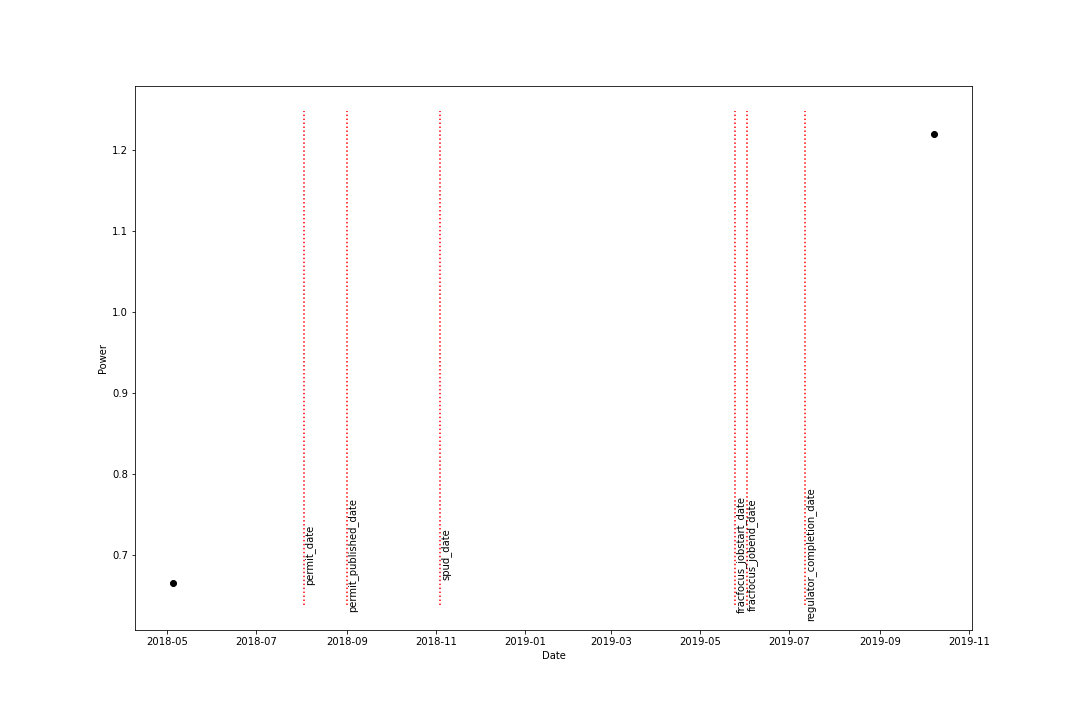 1.2
1.1
1.0
0.9
0.8
0.7
Power
permit_date
permit_published_date
spud_date
fracfocus_jobstart_date
fracfocus_jobend_date
regulator_completion_date
2018-05
2018-07
2018-09
2018-11
2019-01
2019-03
2019-05
2019-07
2019-09
2019-11
Date